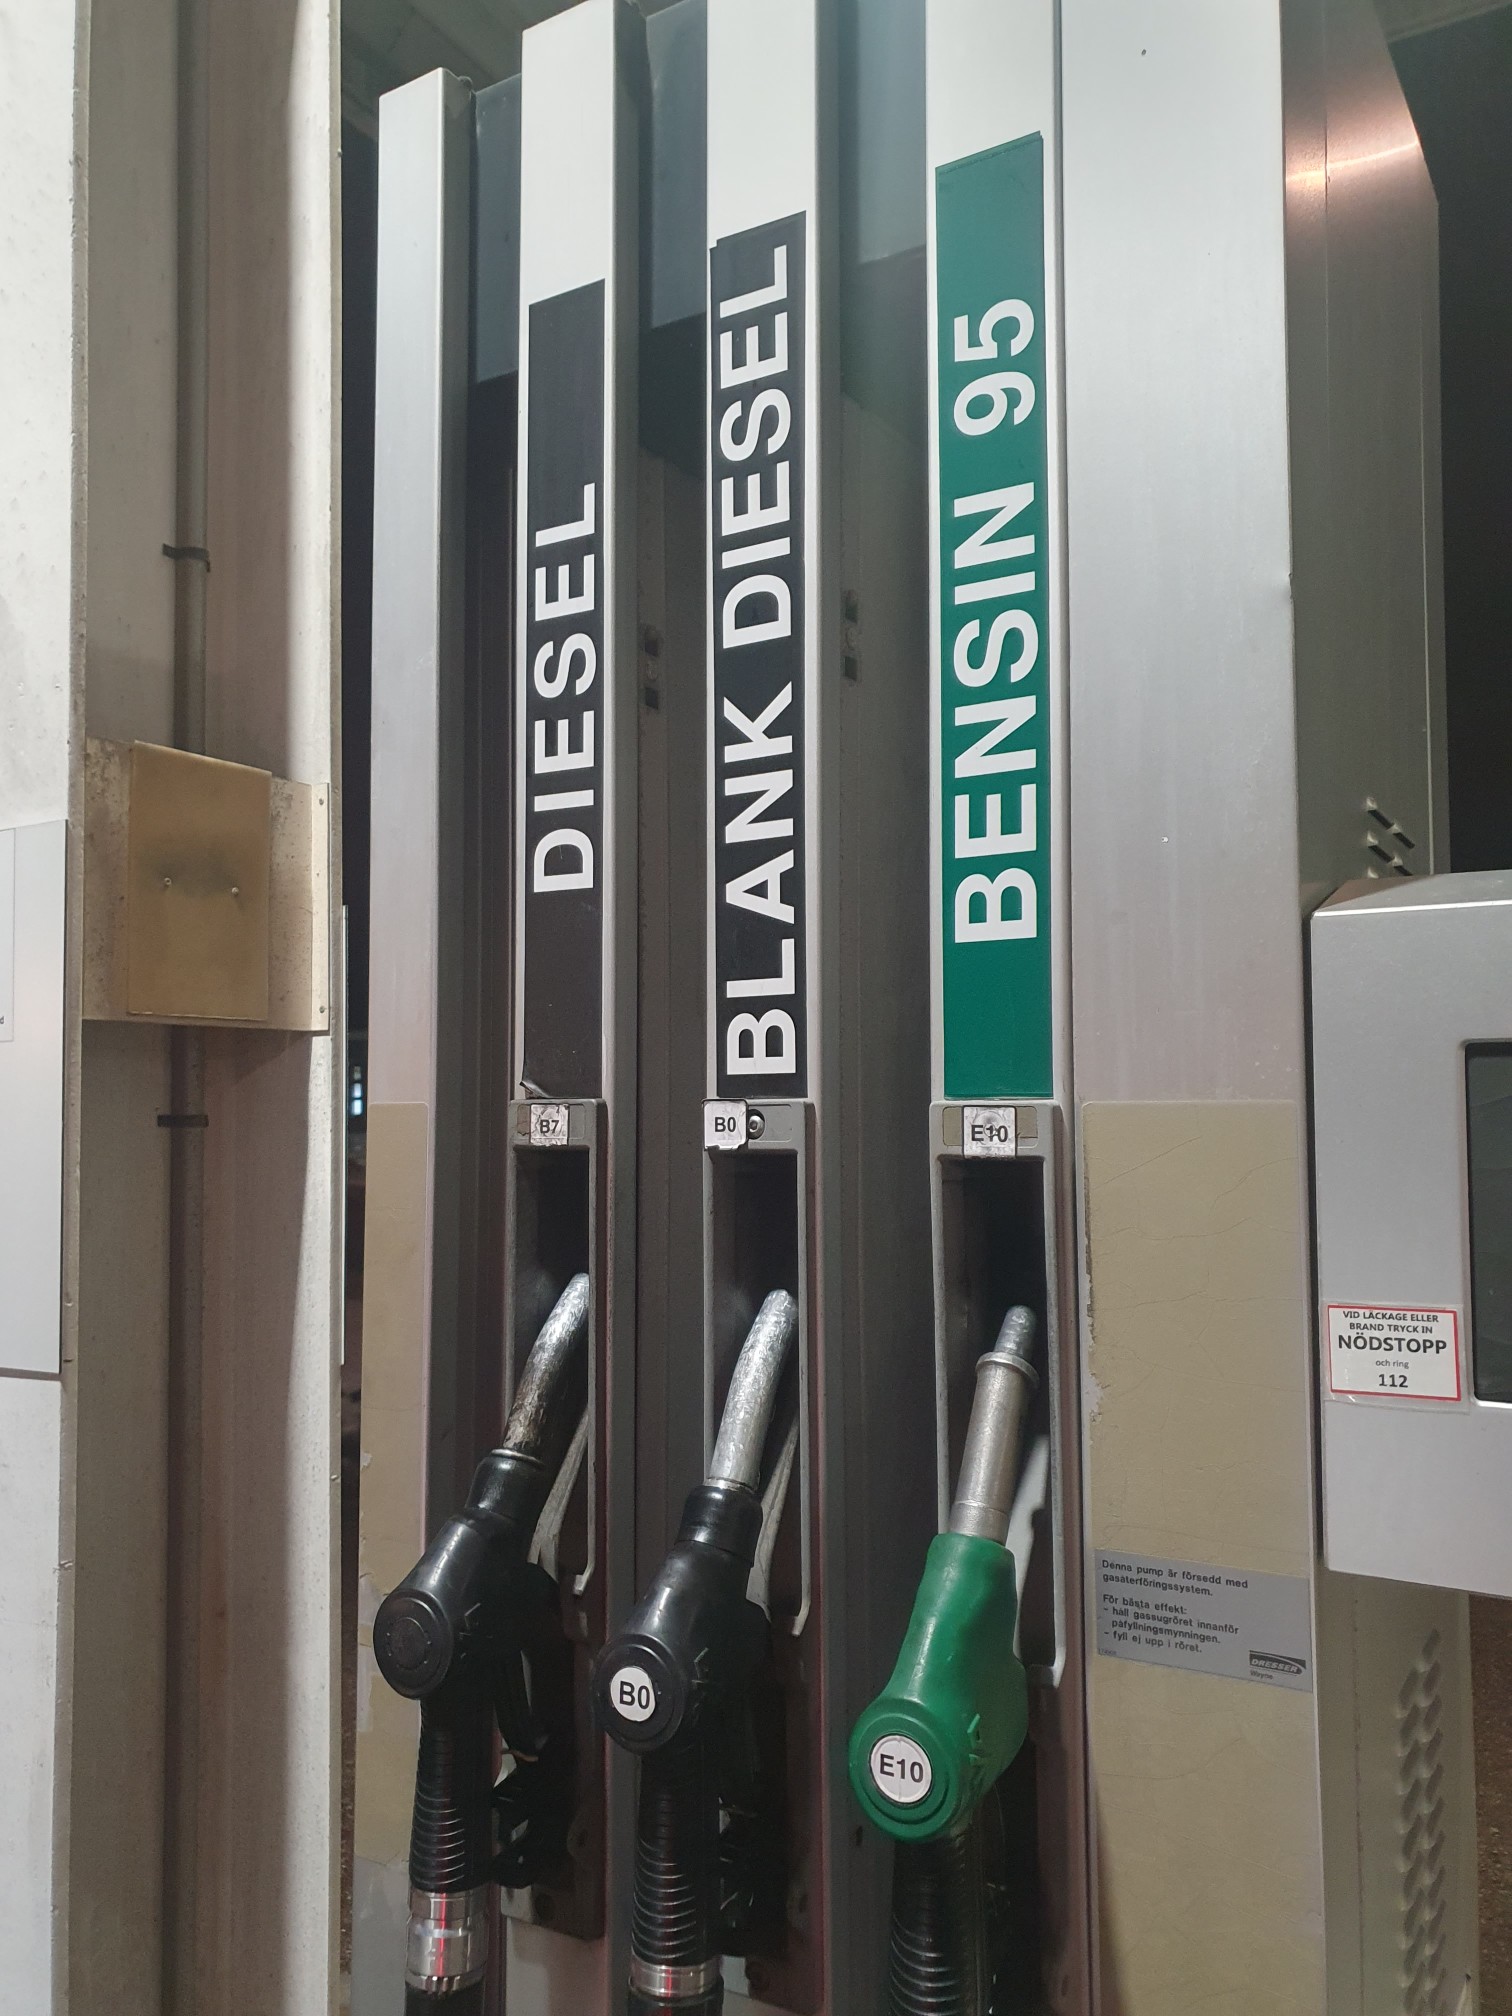 DIESEL
BLANK DIESEL
BENSIN 95
B7
B0
E10
B0
E10
VID LÄCKAGE ELLER
BRAND TRYCK IN
NÖDSTOPP
och ring
112
Denna pump är försedd med
gasåterföringssystem.
För bästa effekt:
- håll gassugröret innanför
påfyllningsmynningen.
- fyll ej upp i röret.
DRESSER
Wayne